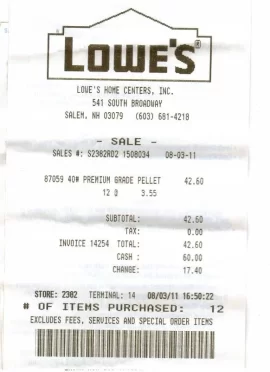 LOWE'S
LOWE'S HOME CENTERS, INC.
541 SOUTH BROADWAY
SALEM, NH 03079 (603) 681-4218
- SALE -
SALES #: S2382R02 1508034 08-03-11
87059 40# PREMIUM GRADE PELLET 42.60
12 @ 3.55
SUBTOTAL: 42.60
TAX: 0.00
INVOICE 14254 TOTAL: 42.60
CASH : 60.00
CHANGE: 17.40
STORE: 2382 TERMINAL: 14 08/03/11 16:50:22
# OF ITEMS PURCHASED: 12
EXCLUDES FEES, SERVICES AND SPECIAL ORDER ITEMS